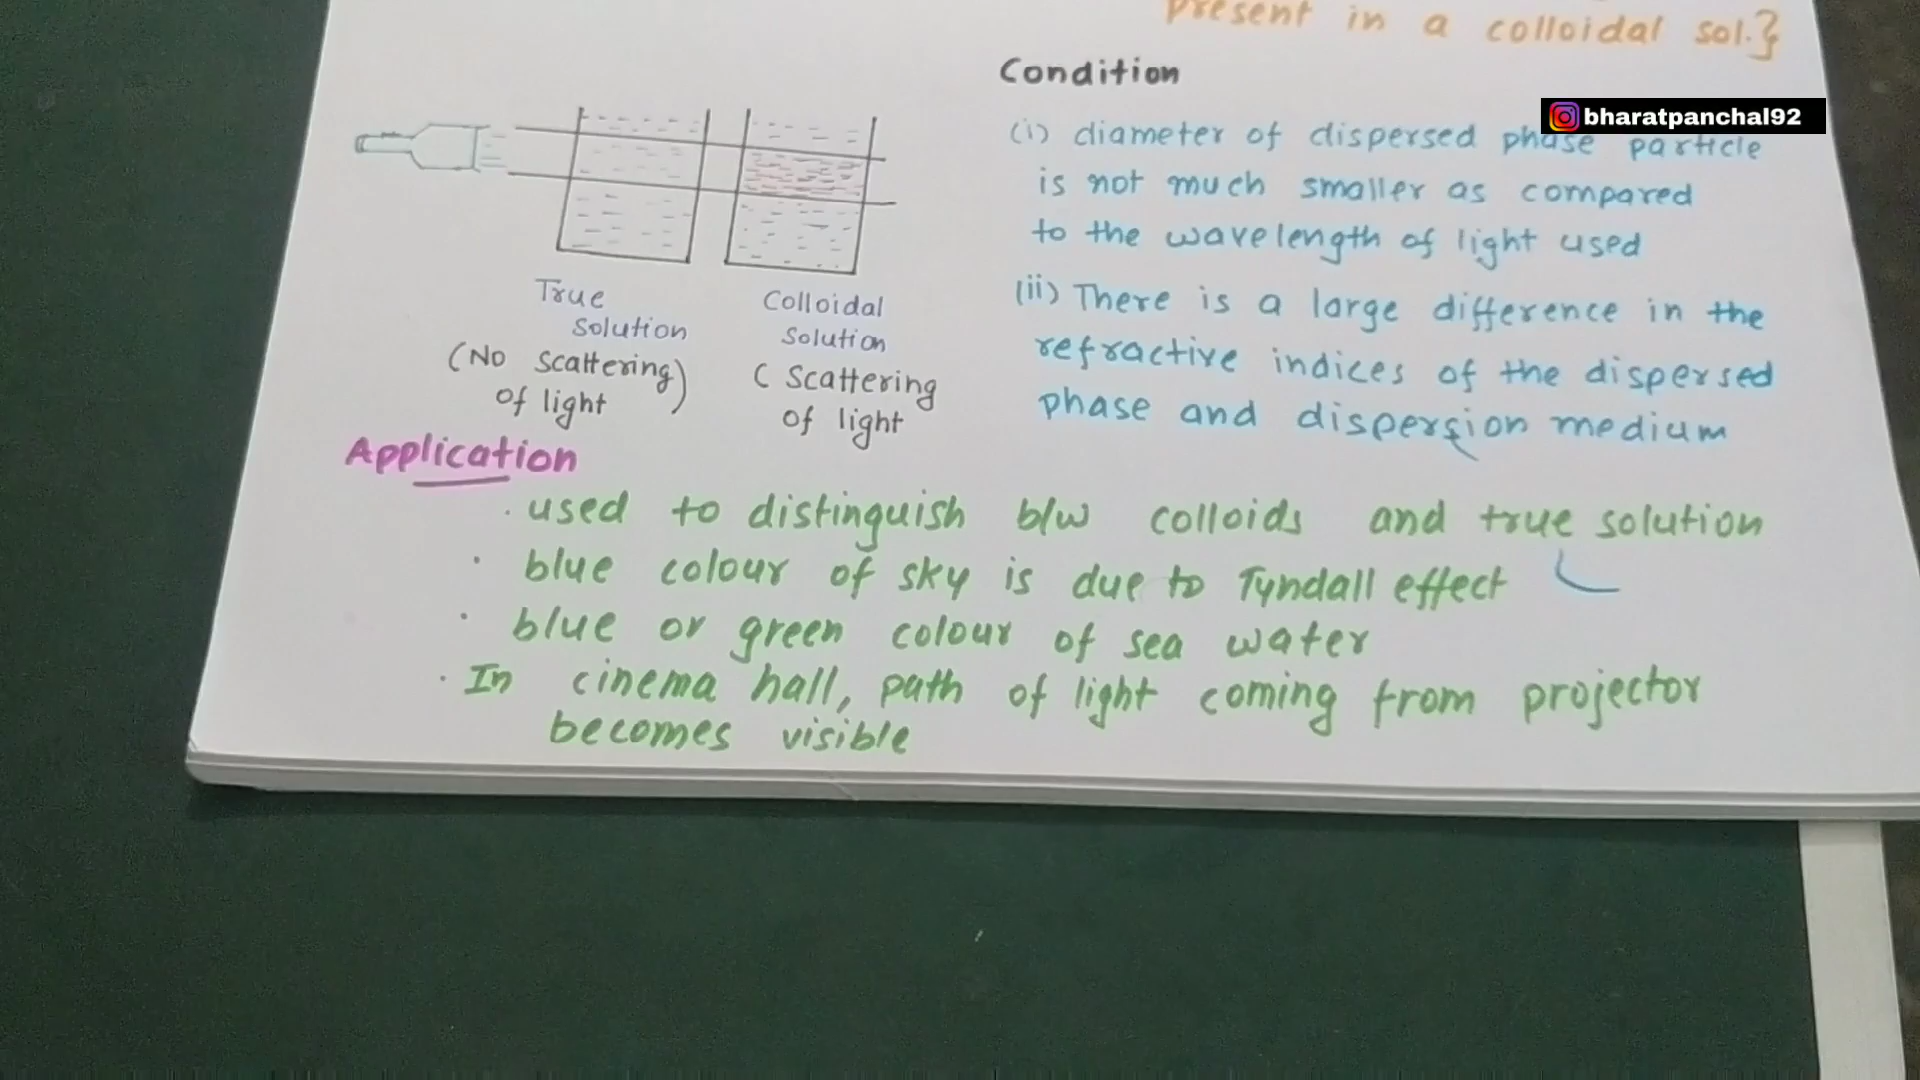 present in a colloidal sol.}
Condition
bharatpanchal92
(i) diameter of dispersed phase particle
is not much smaller as compared
to the wavelength of light used
(ii) There is a large difference in the
refractive indices of the dispersed
phase and dispersion medium
True
Solution
(No scattering)
of light
Colloidal
Solution
( Scattering
of light
Application
· used to distinguish b/w colloids and true solution
· blue colour of sky is due to Tyndall effect
· blue or green colour of sea water
· In cinema hall, path of light coming from projector
becomes visible